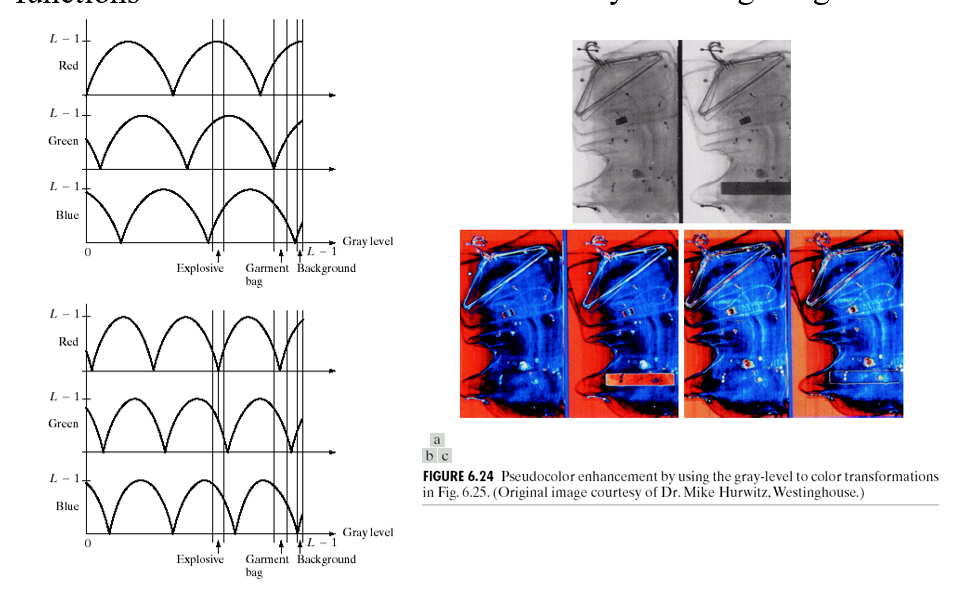 functions
L − 1
Red
L − 1
Green
L − 1
Blue
0
L − 1
Gray level
Explosive
Garment bag
Background
L − 1
Red
L − 1
Green
L − 1
Blue
0
L − 1
Gray level
Explosive
Garment bag
Background
a
b c
FIGURE 6.24 Pseudocolor enhancement by using the gray-level to color transformations
in Fig. 6.25. (Original image courtesy of Dr. Mike Hurwitz, Westinghouse.)